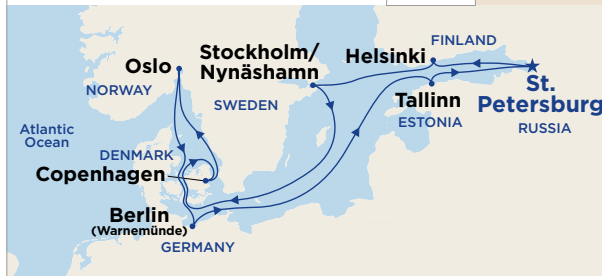 Stockholm/
Nynäshamn
Helsinki
FINLAND
Oslo
NORWAY
SWEDEN
Tallinn
ESTONIA
St.
Petersburg
RUSSIA
Atlantic
Ocean
DENMARK
Copenhagen
Berlin
(Warnemünde)
GERMANY